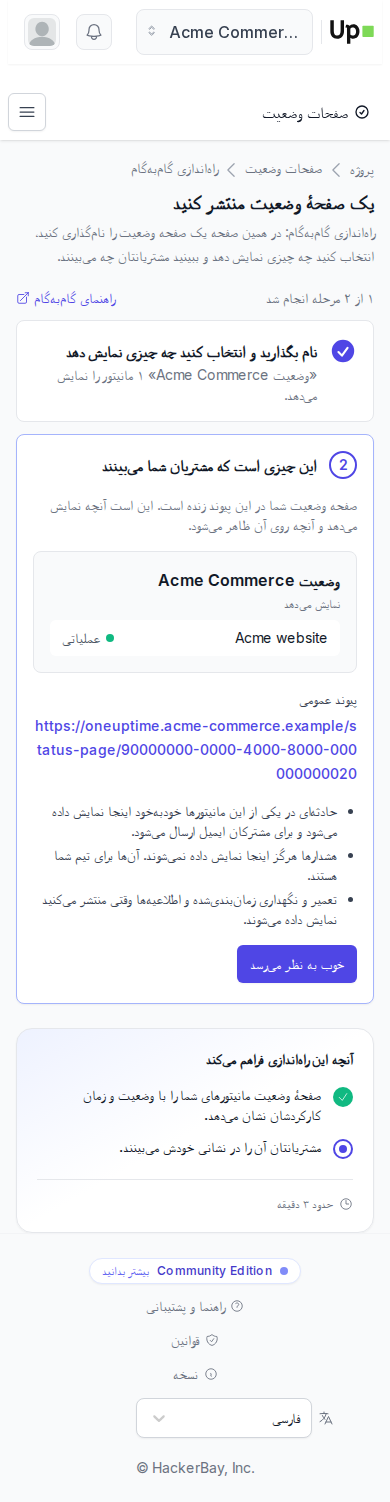 Up
Acme Commer...
صفحات وضعیت
پروژه
صفحات وضعیت
راه‌اندازی گام‌به‌گام
یک صفحهٔ وضعیت منتشر کنید
راه‌اندازی گام‌به‌گام: در همین صفحه یک صفحه وضعیت را نام‌گذاری کنید.
انتخاب کنید چه چیزی نمایش دهد و ببینید مشتریانتان چه می‌بینند.
۱ از ۲ مرحله انجام شد
راهنمای گام‌به‌گام
نام بگذارید و انتخاب کنید چه چیزی نمایش دهد
«وضعیت Acme Commerce» ۱ مانیتور را نمایش
می‌دهد.
2
این چیزی است که مشتریان شما می‌بینند
صفحه وضعیت شما در این پیوند زنده است. این است آنچه نمایش
می‌دهد و آنچه روی آن ظاهر می‌شود.
وضعیت Acme Commerce
نمایش می‌دهد
Acme website
عملیاتی
پیوند عمومی
https://oneuptime.acme-commerce.example/s
tatus-page/90000000-0000-4000-8000-000
000000020
حادثه‌ای در یکی از این مانیتورها خودبه‌خود اینجا نمایش داده
می‌شود و برای مشترکان ایمیل ارسال می‌شود.
هشدارها هرگز اینجا نمایش داده نمی‌شوند. آن‌ها برای تیم شما
هستند.
تعمیر و نگهداری زمان‌بندی‌شده و اطلاعیه‌ها وقتی منتشر می‌کنید
نمایش داده می‌شوند.
خوب به نظر می‌رسد
آنچه این راه‌اندازی فراهم می‌کند
صفحهٔ وضعیت مانیتورهای شما را با وضعیت و زمان
کارکردشان نشان می‌دهد.
مشتریانتان آن را در نشانی خودش می‌بینند.
حدود ۳ دقیقه
Community Edition بیشتر بدانید
راهنما و پشتیبانی
قوانین
نسخه
فارسی
© HackerBay, Inc.